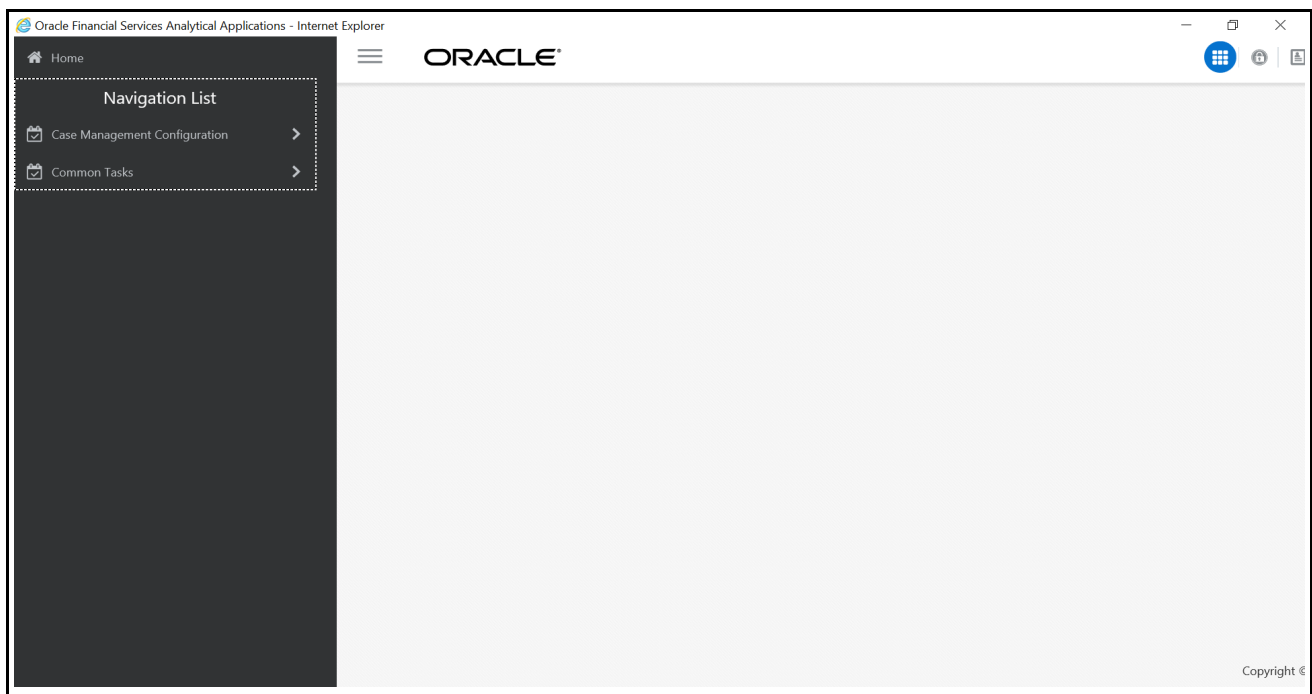 Oracle Financial Services Analytical Applications - Internet Explorer
Home
ORACLE®
Navigation List
Case Management Configuration
Common Tasks
Copyright ©